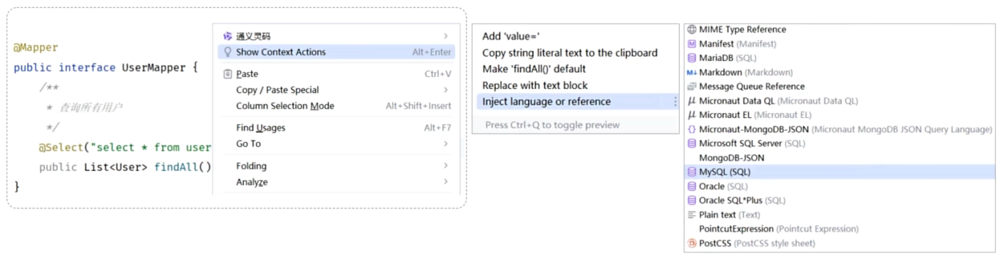 @Mapper
public interface UserMapper {
/**
* 查询所有用户
*/
@Select("select * from user
public List<User> findAll()
}
通义灵码
Show Context Actions Alt+Enter
Paste Ctrl+V
Copy / Paste Special
Column Selection Mode Alt+Shift+Insert
Find Usages Alt+F7
Go To
Folding
Analyze
Add 'value='
Copy string literal text to the clipboard
Make 'findAll()' default
Replace with text block
Inject language or reference
Press Ctrl+Q to toggle preview
MIME Type Reference
Manifest (Manifest)
MariaDB (SQL)
Markdown (Markdown)
Message Queue Reference
Micronaut Data QL (Micronaut Data QL)
Micronaut EL (Micronaut EL)
Micronaut-MongoDB-JSON (Micronaut MongoDB JSON Query Language)
Microsoft SQL Server (SQL)
MongoDB-JSON
MySQL (SQL)
Oracle (SQL)
Oracle SQL*Plus (SQL)
Plain text (Text)
PointcutExpression (Pointcut Expression)
PostCSS (PostCSS style sheet)